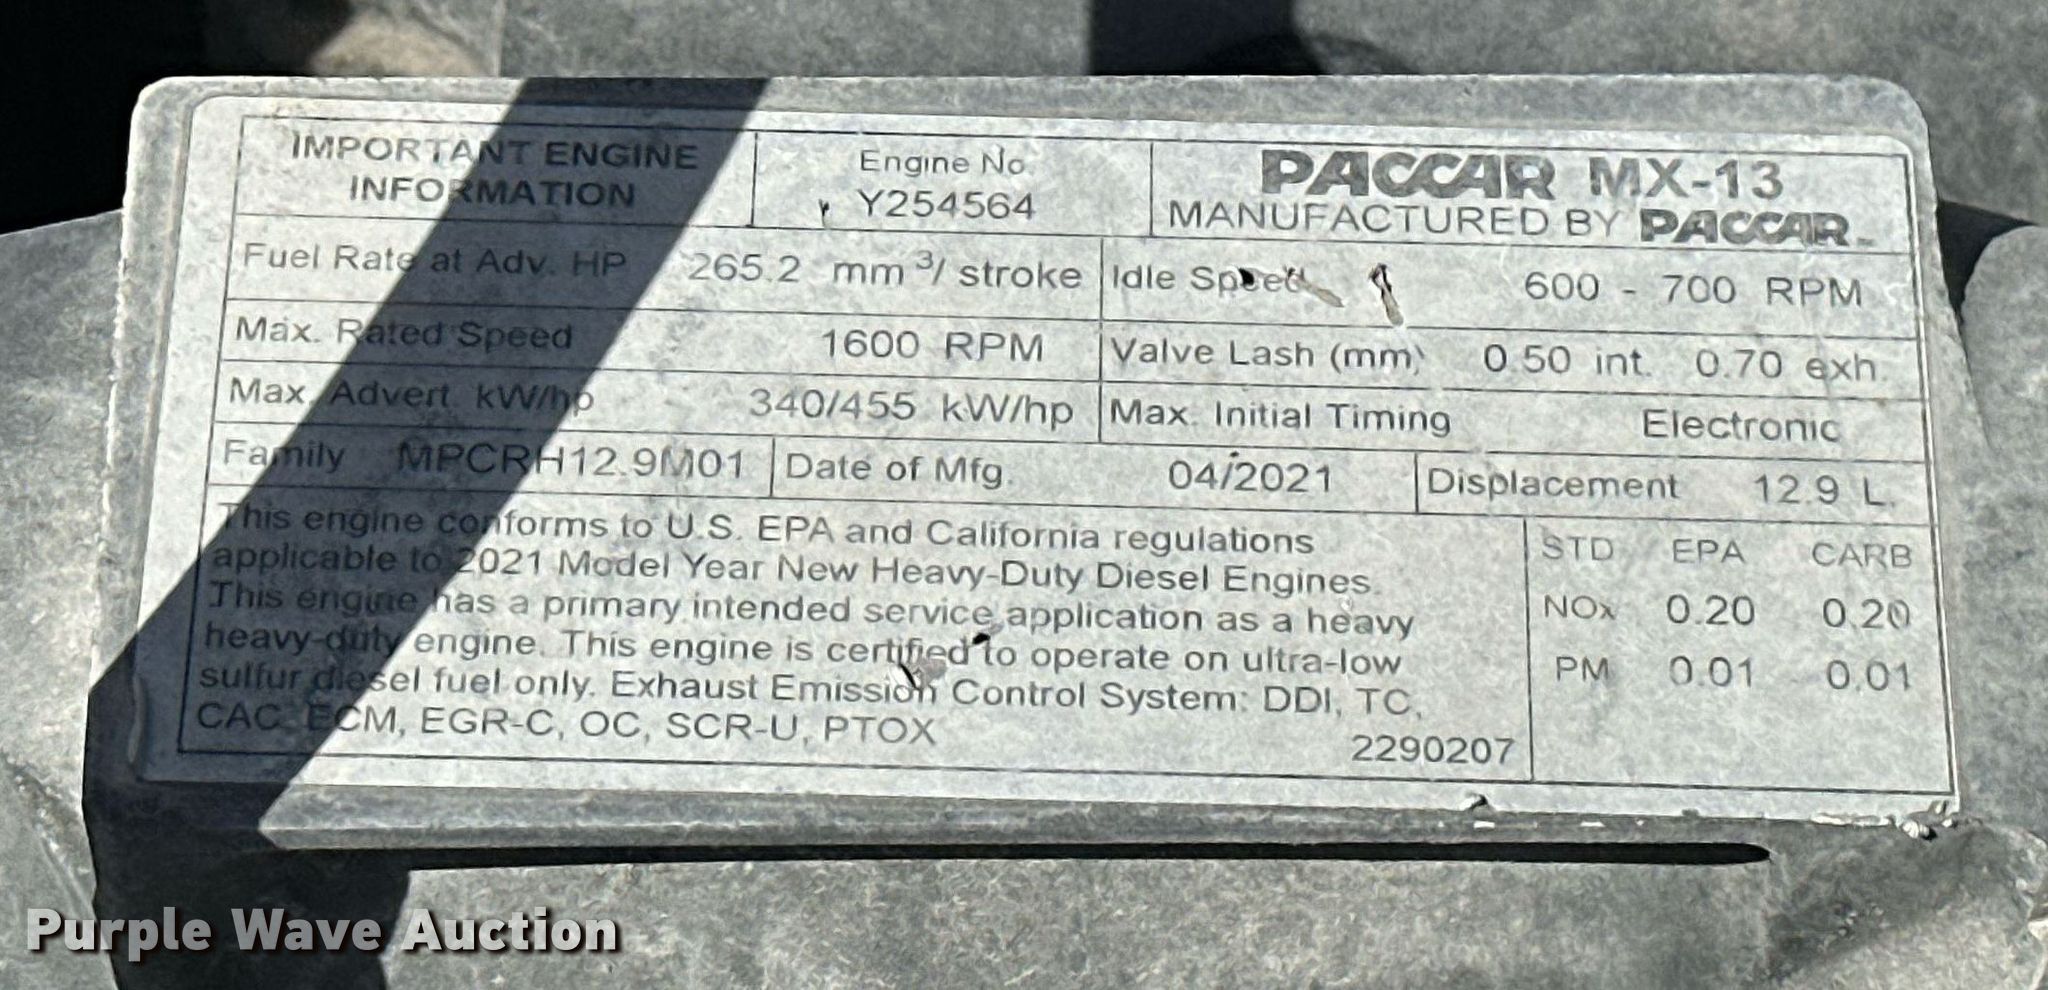 IMPORTANT ENGINE
INFORMATION
Engine No.
Y254564
PACCAR MX-13
MANUFACTURED BY PACCAR
Fuel Rate at Adv. HP 265.2 mm³/ stroke
Idle Speed 600 - 700 RPM
Max. Rated Speed 1600 RPM
Valve Lash (mm) 0.50 int. 0.70 exh.
Max. Advert. kW/hp 340/455 kW/hp
Max. Initial Timing Electronic
Family MPCRH12.9M01
Date of Mfg. 04/2021
Displacement 12.9 L.
This engine conforms to U.S. EPA and California regulations
applicable to 2021 Model Year New Heavy-Duty Diesel Engines.
This engine has a primary intended service application as a heavy
heavy-duty engine. This engine is certified to operate on ultra-low
sulfur diesel fuel only. Exhaust Emission Control System: DDI, TC,
CAC, ECM, EGR-C, OC, SCR-U, PTOX
2290207
STD EPA CARB
NOx 0.20 0.20
PM 0.01 0.01
Purple Wave Auction